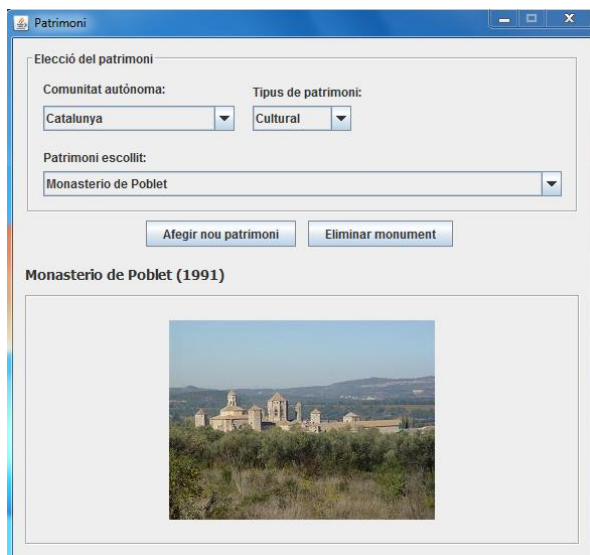 Patrimoni
Elecció del patrimoni
Comunitat autónoma:
Tipus de patrimoni:
Catalunya
Cultural
Patrimoni escollit:
Monasterio de Poblet
Afegir nou patrimoni
Eliminar monument
Monasterio de Poblet (1991)